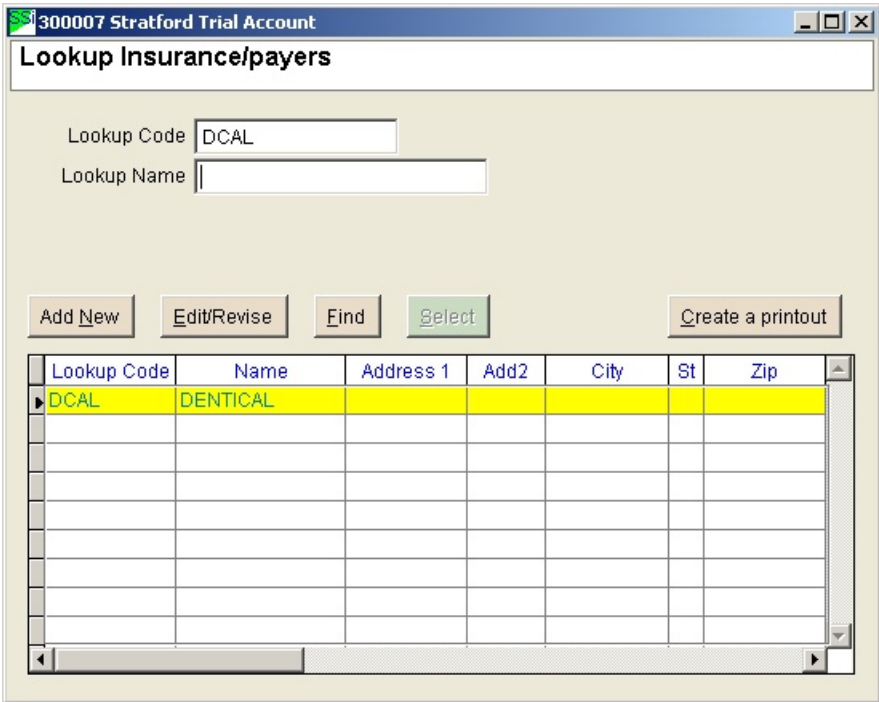 SSi 300007 Stratford Trial Account
Lookup Insurance/payers
Lookup Code DCAL
Lookup Name
Add New Edit/Revise Find Select Create a printout
Lookup Code Name Address 1 Add2 City St Zip
DCAL DENTICAL